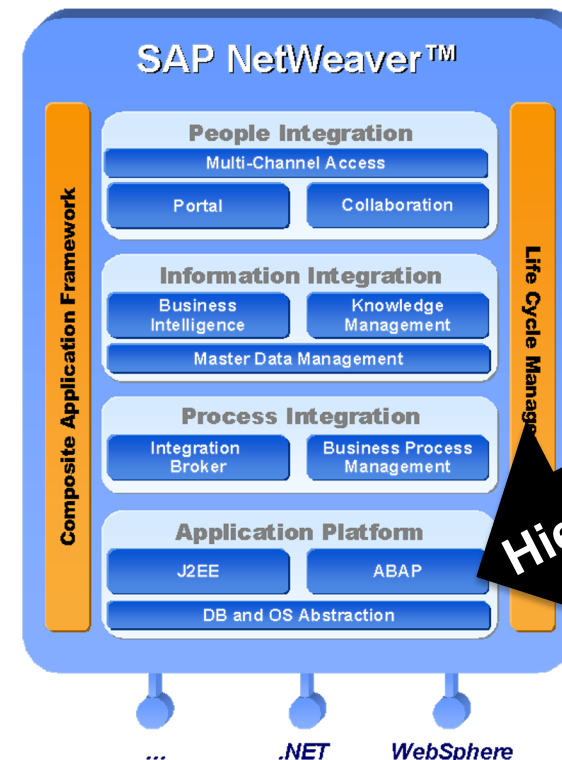 SAP NetWeaver™
People Integration
Multi-Channel Access
Portal
Collaboration
Composite Application Framework
Information Integration
Business
Intelligence
Knowledge
Management
Master Data Management
Life Cycle
Process Integration
Integration
Broker
Business Process
Management
Application Platform
J2EE
ABAP
DB and OS Abstraction
...
.NET
WebSphere